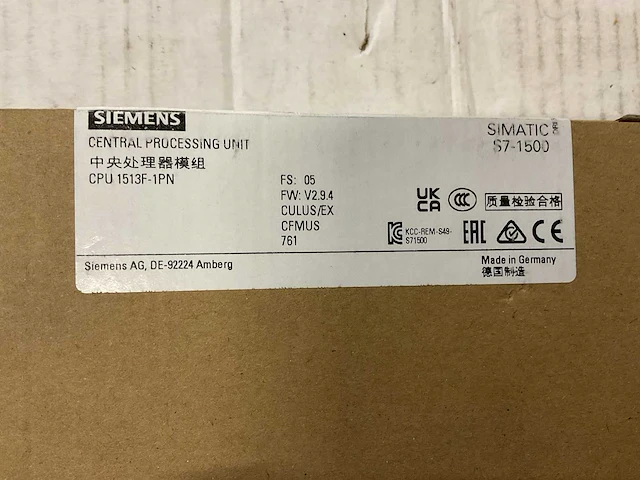 SIEMENS
SIMATIC
S7-1500
CENTRAL PROCESSING UNIT
中央处理器模组
CPU 1513F-1PN
FS: 05
FW: V2.9.4
CULUS/EX
CFMUS
761
UK
CA
CCC
质量检验合格
KCC-REM-S49-
S71500
EAC
CE
Siemens AG, DE-92224 Amberg
Made in Germany
德国制造